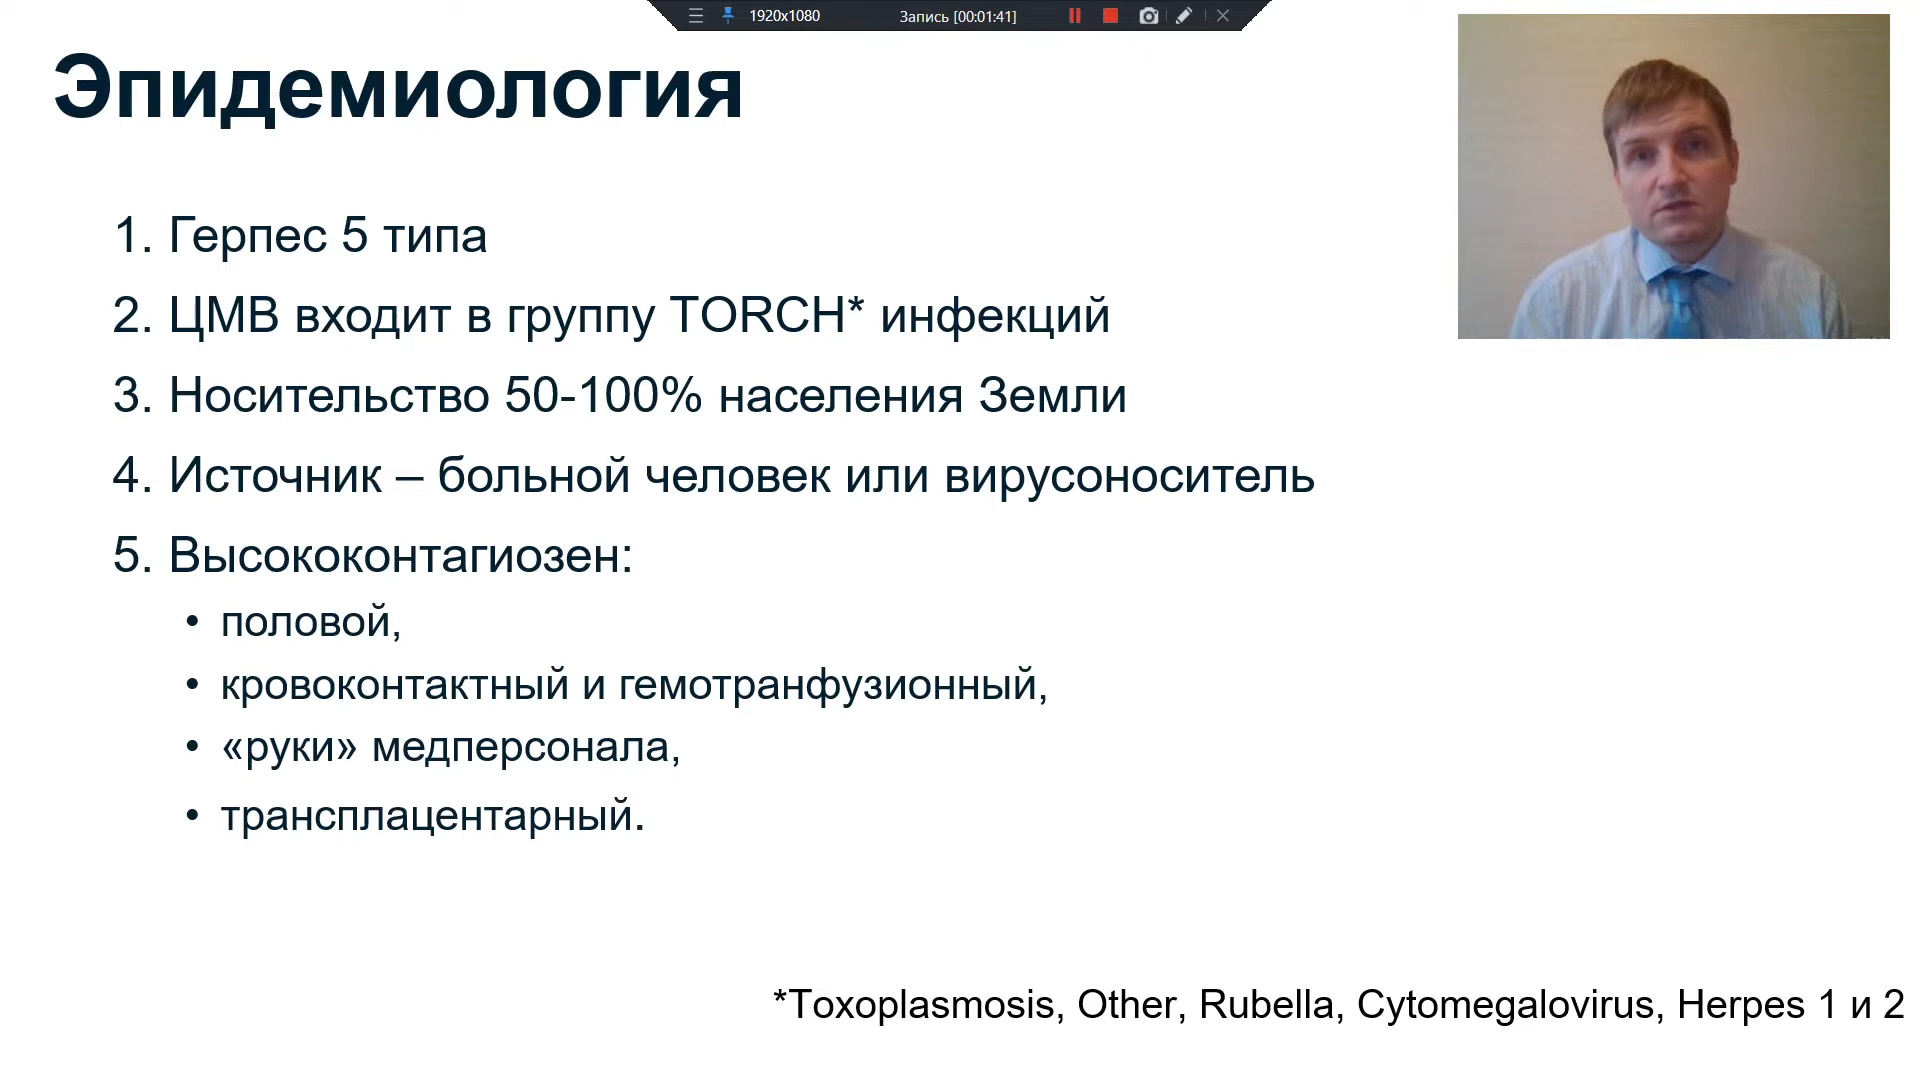 1920x1080 Запись [00:01:41]
Эпидемиология
1. Герпес 5 типа
2. ЦМВ входит в группу TORCH* инфекций
3. Носительство 50-100% населения Земли
4. Источник – больной человек или вирусоноситель
5. Высококонтагиозен:
• половой,
• кровоконтактный и гемотранфузионный,
• «руки» медперсонала,
• трансплацентарный.
*Toxoplasmosis, Other, Rubella, Cytomegalovirus, Herpes 1 и 2